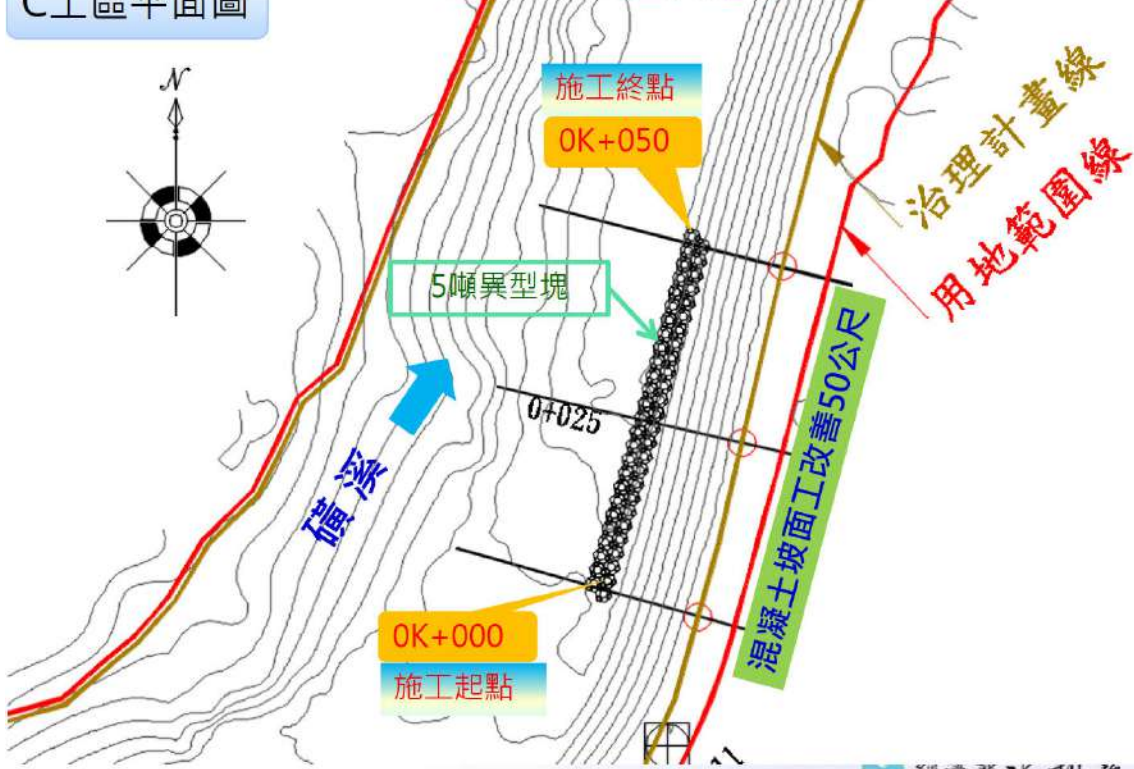 C工區平面圖
N
施工終點
0K+050
治理計畫線
用地範圍線
5噸異型塊
0+025
混凝土坡面工改善50公尺
磺溪
0K+000
施工起點